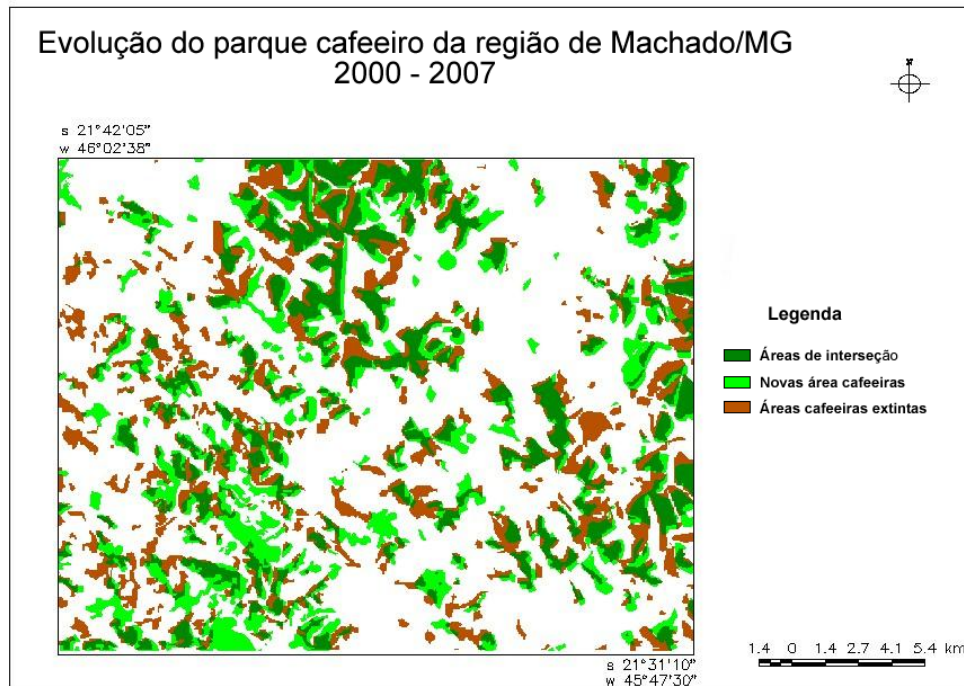 Evolução do parque cafeeiro da região de Machado/MG
2000 - 2007
s 21°42'05"
w 46°02'38"
Legenda
Áreas de interseção
Novas área cafeeiras
Áreas cafeeiras extintas
s 21°31'10"
w 45°47'30"
1.4 0 1.4 2.7 4.1 5.4 km